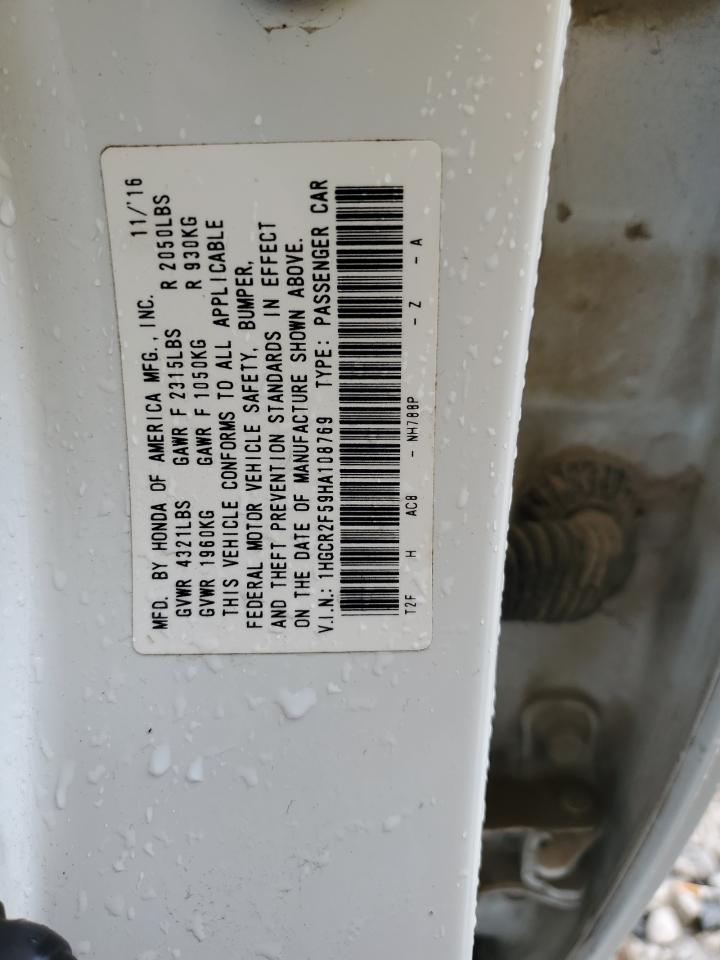 MFD. BY HONDA OF AMERICA MFG., INC. 11/'16
GVWR 4321LBS GAWR F 2315LBS R 2050LBS
GVWR 1960KG GAWR F 1050KG R 930KG
THIS VEHICLE CONFORMS TO ALL APPLICABLE
FEDERAL MOTOR VEHICLE SAFETY, BUMPER,
AND THEFT PREVENTION STANDARDS IN EFFECT
ON THE DATE OF MANUFACTURE SHOWN ABOVE.
V.I.N.: 1HGCR2F59HA108769 TYPE: PASSENGER CAR
T2F H AC8 - NH788P - Z - A